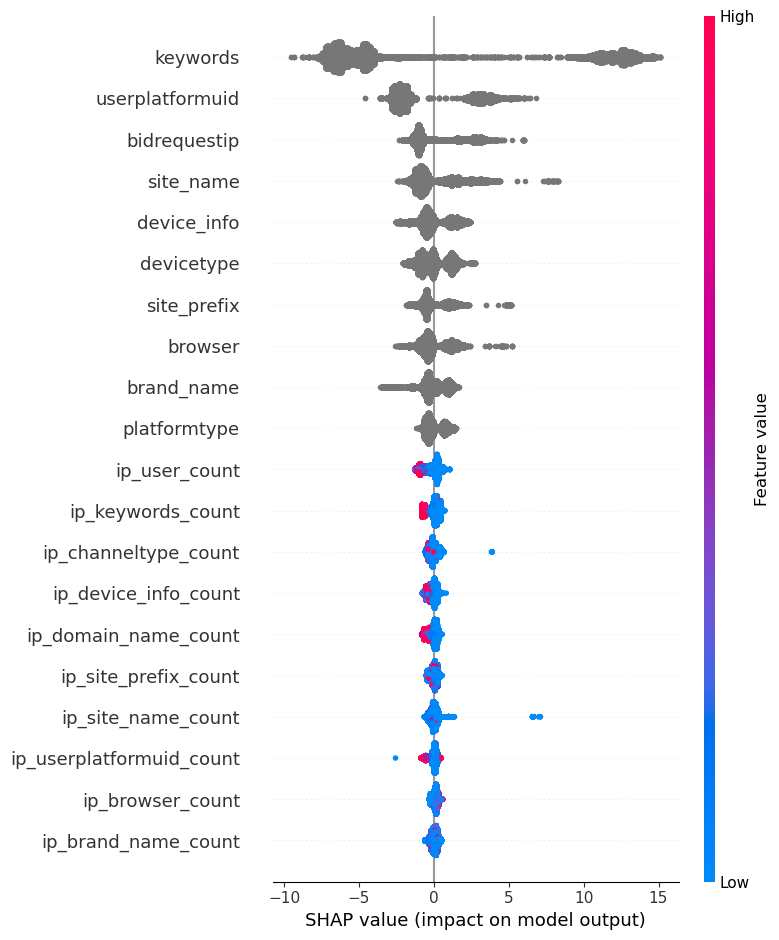 High
keywords
userplatformuid
bidrequestip
site_name
device_info
devicetype
site_prefix
browser
brand_name
platformtype
ip_user_count
ip_keywords_count
ip_channeltype_count
ip_device_info_count
ip_domain_name_count
ip_site_prefix_count
ip_site_name_count
ip_userplatformuid_count
ip_browser_count
ip_brand_name_count
Feature value
Low
−10 −5 0 5 10 15
SHAP value (impact on model output)